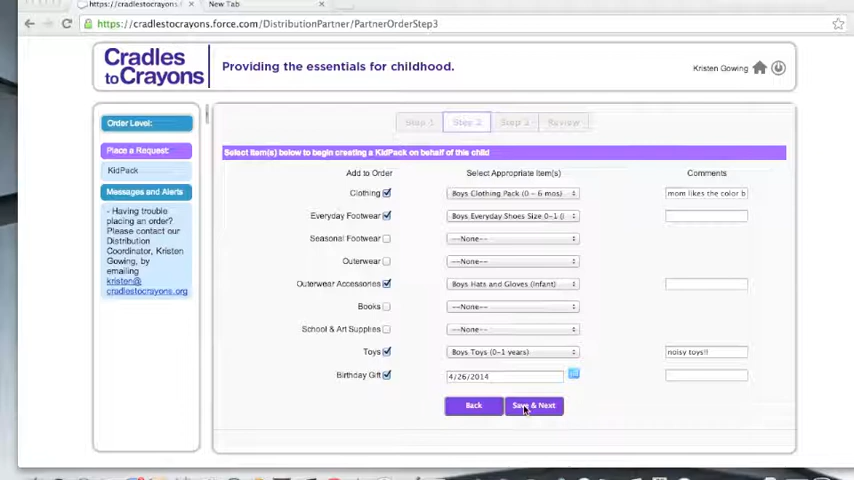 https://cradlestocrayons.f
New Tab
https://cradlestocrayons.force.com/DistributionPartner/PartnerOrderStep3
Cradles
to Crayons
Providing the essentials for childhood.
Kristen Gowing
Order Level:
Place a Request:
KidPack
Messages and Alerts
- Having trouble
placing an order?
Please contact our
Distribution
Coordinator, Kristen
Gowing, by
emailing
kristen@
cradlestocrayons.org
Step 1 Step 2 Step 3 Review
Select Item(s) below to begin creating a KidPack on behalf of this child
Add to Order Select Appropriate Item(s) Comments
Clothing Boys Clothing Pack (0 - 6 mos) mom likes the color b
Everyday Footwear Boys Everyday Shoes Size 0-1 (
Seasonal Footwear --None--
Outerwear --None--
Outerwear Accessories Boys Hats and Gloves (Infant)
Books --None--
School & Art Supplies --None--
Toys Boys Toys (0-1 years) noisy toys!!
Birthday Gift 4/26/2014
Back Save & Next